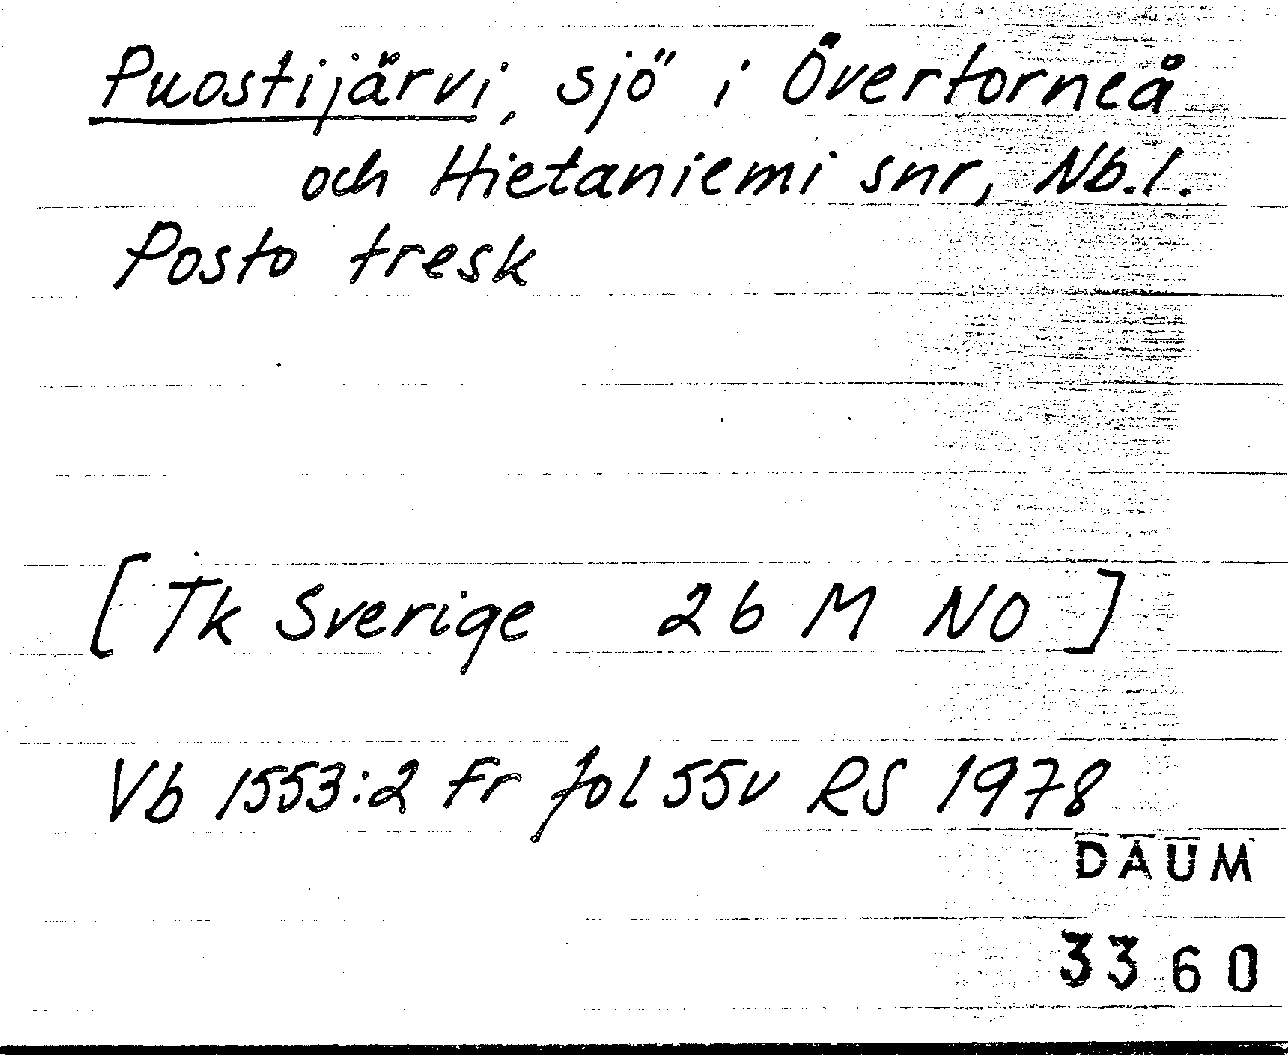 Puostijärvi, sjö i Övertorneå
och Hietaniemi snr, Nb.l.
Posto tresk
[Tk Sverige 26 M NO]
Vb 1553:2 Fr fol 55v RS 1978
DAUM
3360